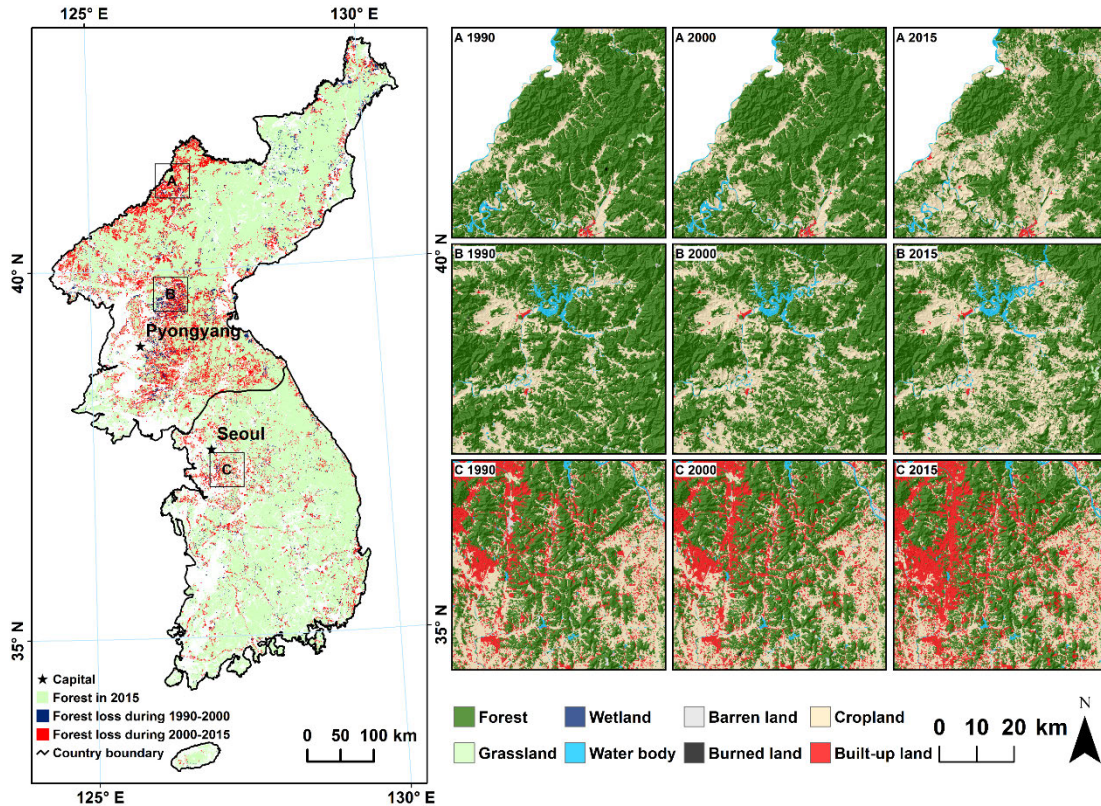 125° E
130° E
40° N
35° N
A
B
Pyongyang
Seoul
C
40° N
35° N
★ Capital
Forest in 2015
Forest loss during 1990-2000
Forest loss during 2000-2015
Country boundary
0 50 100 km
125° E
130° E
A 1990
A 2000
A 2015
B 1990
B 2000
B 2015
C 1990
C 2000
C 2015
Forest
Wetland
Barren land
Cropland
Grassland
Water body
Burned land
Built-up land
0 10 20 km
N